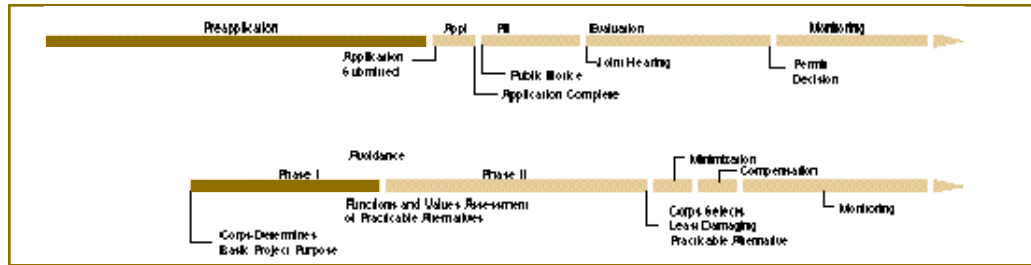 Preapplication
Appl
PN
Evaluation
Monitoring
Application
Submitted
Public Notice
Application Complete
Joint Hearing
Permit
Decision
Avoidance
Minimization
Compensation
Phase I
Phase II
Functions and Values Assessment
of Practicable Alternatives
Corps Determines
Basic Project Purpose
Corps Selects
Least Damaging
Practicable Alternative
Monitoring